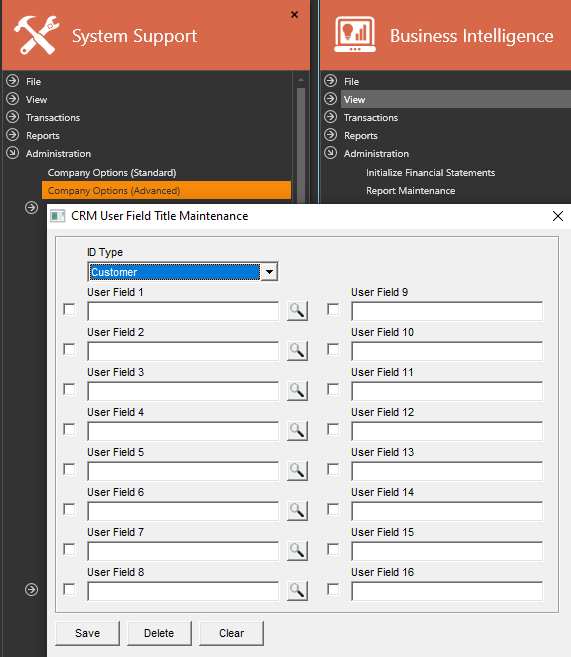 System Support
File
View
Transactions
Reports
Administration
Company Options (Standard)
Company Options (Advanced)
Business Intelligence
File
View
Transactions
Reports
Administration
Initialize Financial Statements
Report Maintenance
CRM User Field Title Maintenance
ID Type
Customer
User Field 1
User Field 2
User Field 3
User Field 4
User Field 5
User Field 6
User Field 7
User Field 8
User Field 9
User Field 10
User Field 11
User Field 12
User Field 13
User Field 14
User Field 15
User Field 16
Save
Delete
Clear